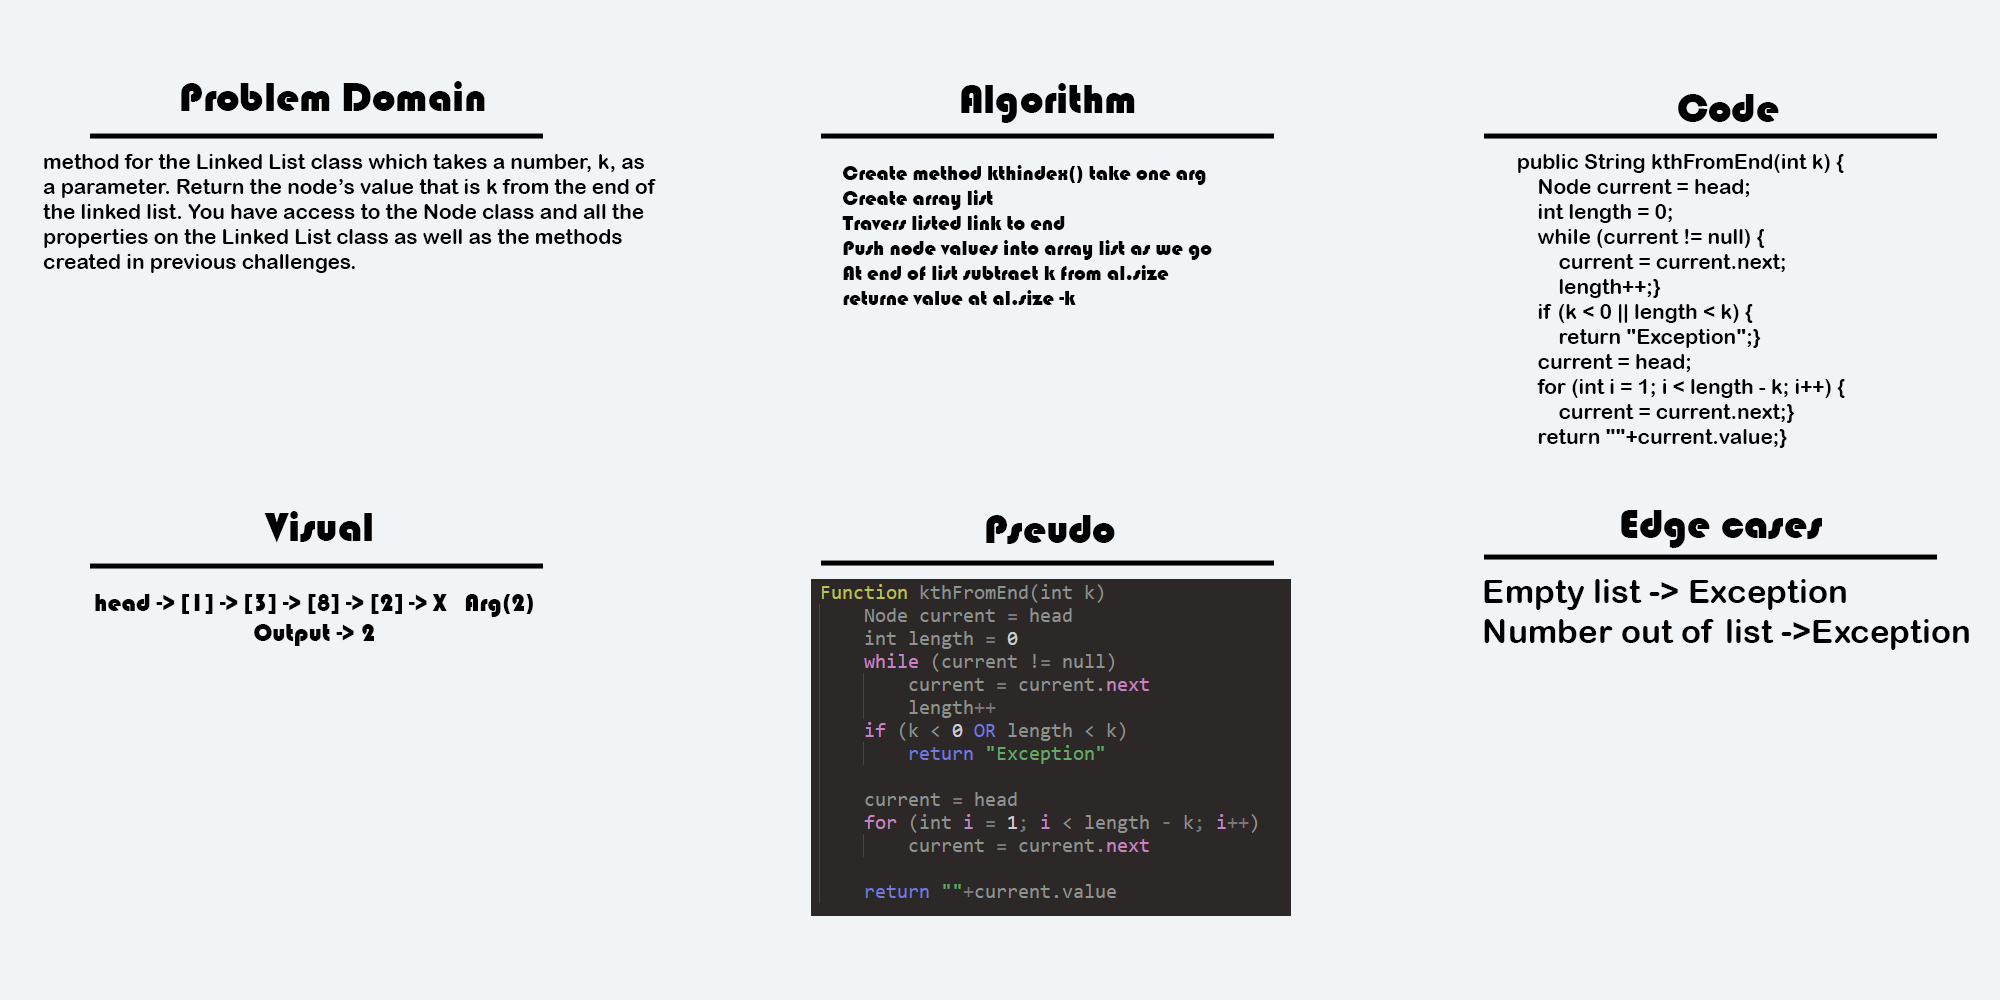 Problem Domain
method for the Linked List class which takes a number, k, as
a parameter. Return the node's value that is k from the end of
the linked list. You have access to the Node class and all the
properties on the Linked List class as well as the methods
created in previous challenges.
Algorithm
Create method kthindex() take one arg
Create array list
Travers listed link to end
Push node values into array list as we go
At end of list subtract k from al.size
returne value at al.size -k
Code
public String kthFromEnd(int k) {
Node current = head;
int length = 0;
while (current != null) {
current = current.next;
length++;}
if (k < 0 || length < k) {
return "Exception";}
current = head;
for (int i = 1; i < length - k; i++) {
current = current.next;}
return ""+current.value;}
Visual
head -> [1] -> [3] -> [8] -> [2] -> X Arg(2)
Output -> 2
Pseudo
Function kthFromEnd(int k)
Node current = head
int length = 0
while (current != null)
current = current.next
length++
if (k < 0 OR length < k)
return "Exception"
current = head
for (int i = 1; i < length - k; i++)
current = current.next
return ""+current.value
Edge cases
Empty list -> Exception
Number out of list ->Exception